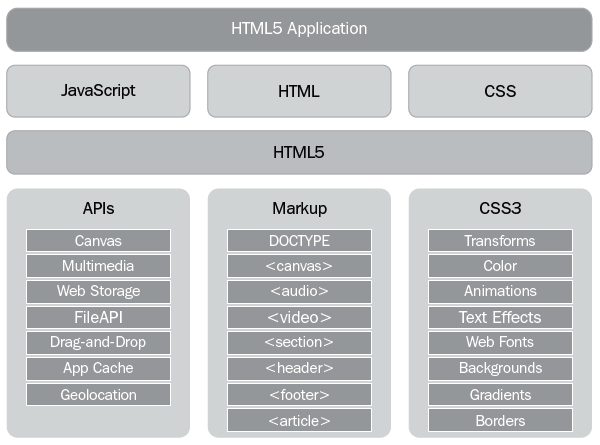 HTML5 Application
JavaScript
HTML
CSS
HTML5
APIs
Canvas
Multimedia
Web Storage
FileAPI
Drag-and-Drop
App Cache
Geolocation
Markup
DOCTYPE
<canvas>
<audio>
<video>
<section>
<header>
<footer>
<article>
CSS3
Transforms
Color
Animations
Text Effects
Web Fonts
Backgrounds
Gradients
Borders